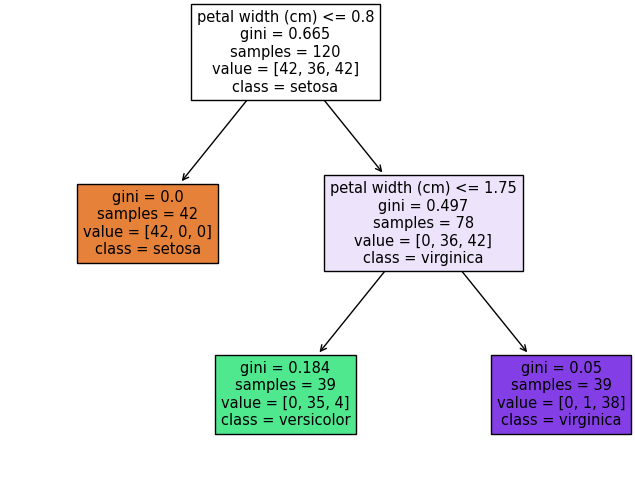 petal width (cm) <= 0.8
gini = 0.665
samples = 120
value = [42, 36, 42]
class = setosa
gini = 0.0
samples = 42
value = [42, 0, 0]
class = setosa
petal width (cm) <= 1.75
gini = 0.497
samples = 78
value = [0, 36, 42]
class = virginica
gini = 0.184
samples = 39
value = [0, 35, 4]
class = versicolor
gini = 0.05
samples = 39
value = [0, 1, 38]
class = virginica